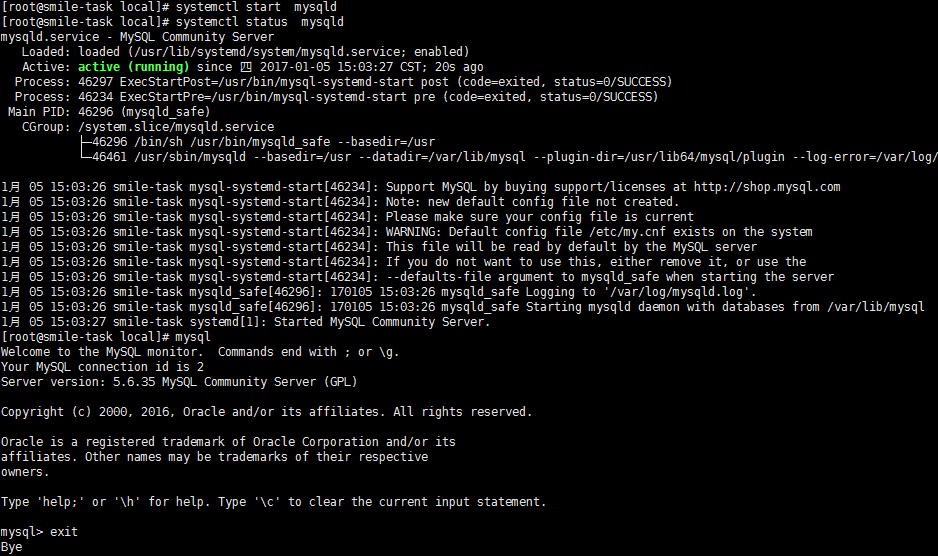 [root@smile-task local]# systemctl start  mysqld
[root@smile-task local]# systemctl status  mysqld
mysqld.service - MySQL Community Server
   Loaded: loaded (/usr/lib/systemd/system/mysqld.service; enabled)
   Active: active (running) since 四 2017-01-05 15:03:27 CST; 20s ago
  Process: 46297 ExecStartPost=/usr/bin/mysql-systemd-start post (code=exited, status=0/SUCCESS)
  Process: 46234 ExecStartPre=/usr/bin/mysql-systemd-start pre (code=exited, status=0/SUCCESS)
 Main PID: 46296 (mysqld_safe)
   CGroup: /system.slice/mysqld.service
           ├─46296 /bin/sh /usr/bin/mysqld_safe --basedir=/usr
           └─46461 /usr/sbin/mysqld --basedir=/usr --datadir=/var/lib/mysql --plugin-dir=/usr/lib64/mysql/plugin --log-error=/var/log/
1月 05 15:03:26 smile-task mysql-systemd-start[46234]: Support MySQL by buying support/licenses at http://shop.mysql.com
1月 05 15:03:26 smile-task mysql-systemd-start[46234]: Note: new default config file not created.
1月 05 15:03:26 smile-task mysql-systemd-start[46234]: Please make sure your config file is current
1月 05 15:03:26 smile-task mysql-systemd-start[46234]: WARNING: Default config file /etc/my.cnf exists on the system
1月 05 15:03:26 smile-task mysql-systemd-start[46234]: This file will be read by default by the MySQL server
1月 05 15:03:26 smile-task mysql-systemd-start[46234]: If you do not want to use this, either remove it, or use the
1月 05 15:03:26 smile-task mysql-systemd-start[46234]: --defaults-file argument to mysqld_safe when starting the server
1月 05 15:03:26 smile-task mysqld_safe[46296]: 170105 15:03:26 mysqld_safe Logging to '/var/log/mysqld.log'.
1月 05 15:03:26 smile-task mysqld_safe[46296]: 170105 15:03:26 mysqld_safe Starting mysqld daemon with databases from /var/lib/mysql
1月 05 15:03:27 smile-task systemd[1]: Started MySQL Community Server.
[root@smile-task local]# mysql
Welcome to the MySQL monitor.  Commands end with ; or \g.
Your MySQL connection id is 2
Server version: 5.6.35 MySQL Community Server (GPL)
Copyright (c) 2000, 2016, Oracle and/or its affiliates. All rights reserved.
Oracle is a registered trademark of Oracle Corporation and/or its
affiliates. Other names may be trademarks of their respective
owners.
Type 'help;' or '\h' for help. Type '\c' to clear the current input statement.
mysql> exit
Bye